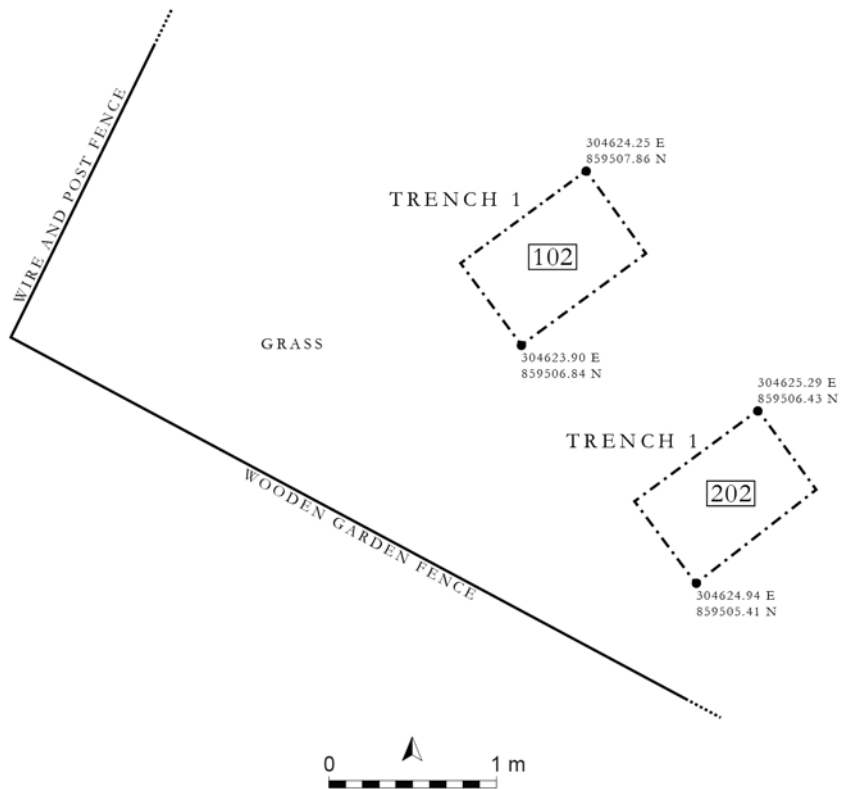 304624.25 E
859507.86 N
WIRE AND POST FENCE
TRENCH 1
102
GRASS
304623.90 E
859506.84 N
304625.29 E
859506.43 N
TRENCH 1
202
WOODEN GARDEN FENCE
304624.94 E
859505.41 N
0 1 m